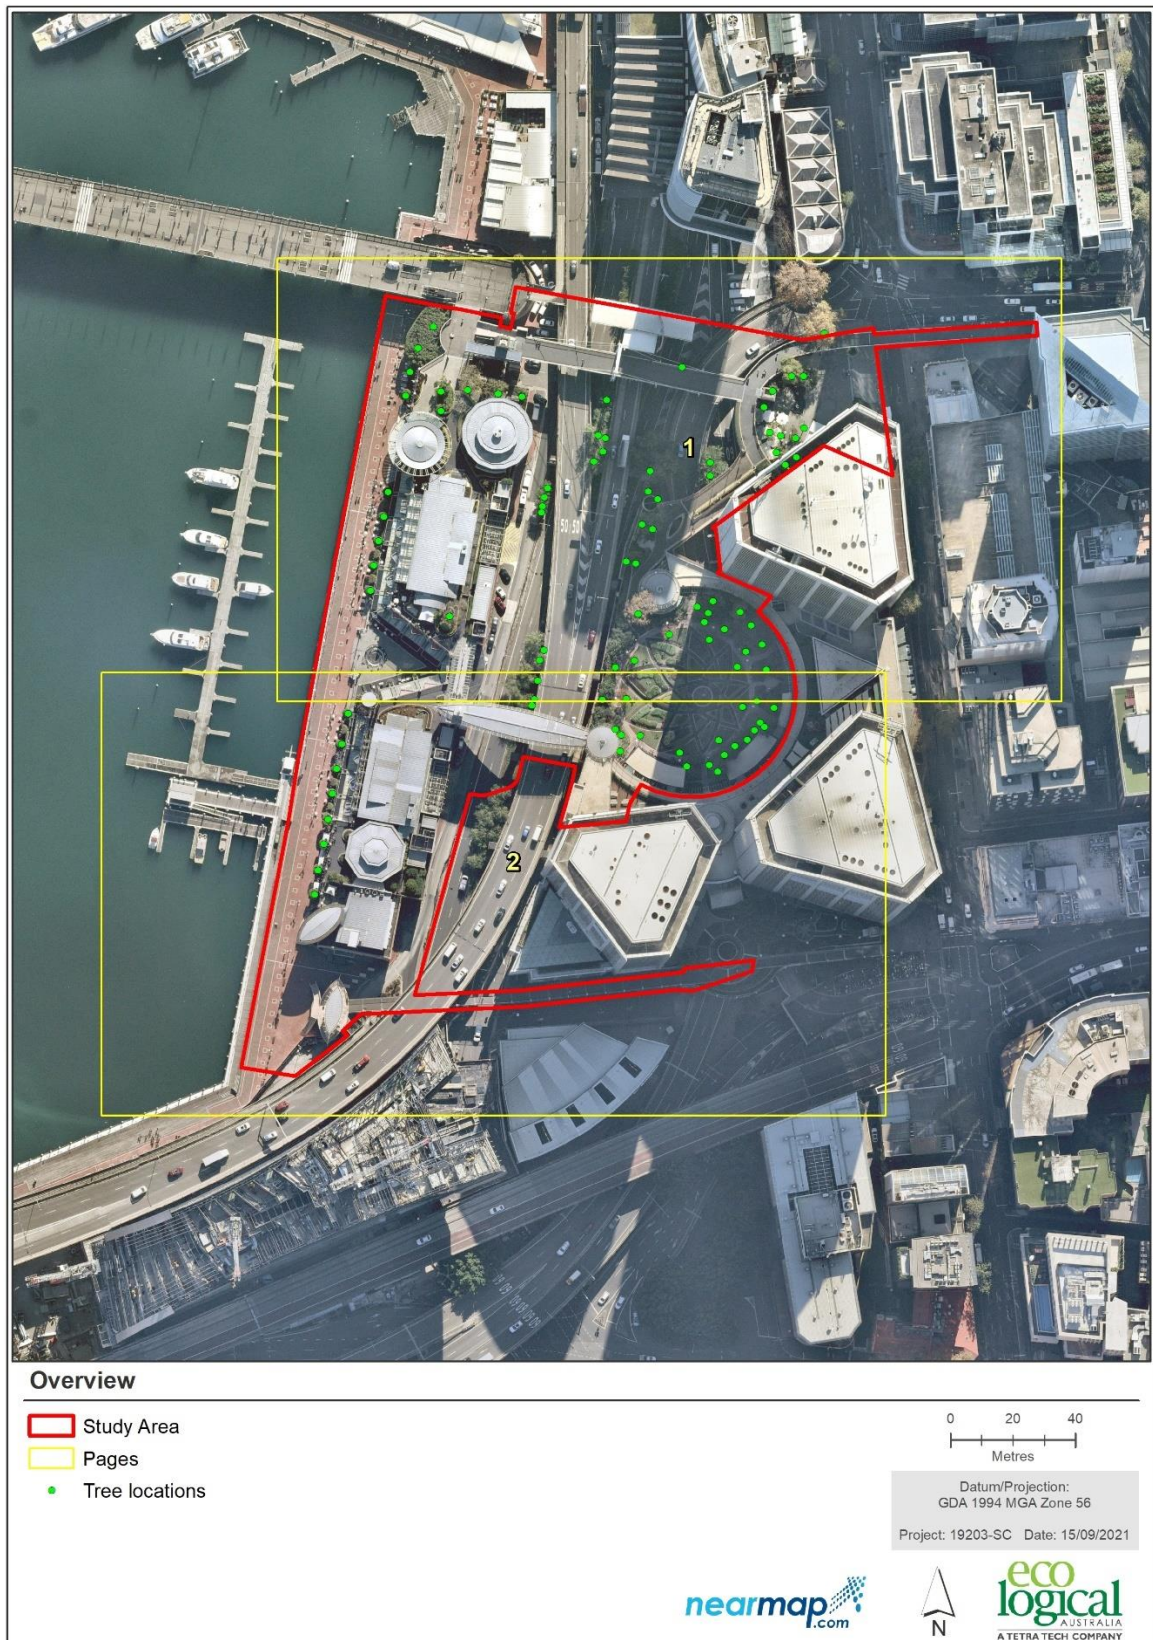 1
50 50
2
Overview
Study Area
Pages
Tree locations
0 20 40
Metres
Datum/Projection:
GDA 1994 MGA Zone 56
Project: 19203-SC Date: 15/09/2021
nearmap
.com
N
eco
logical
AUSTRALIA
A TETRA TECH COMPANY